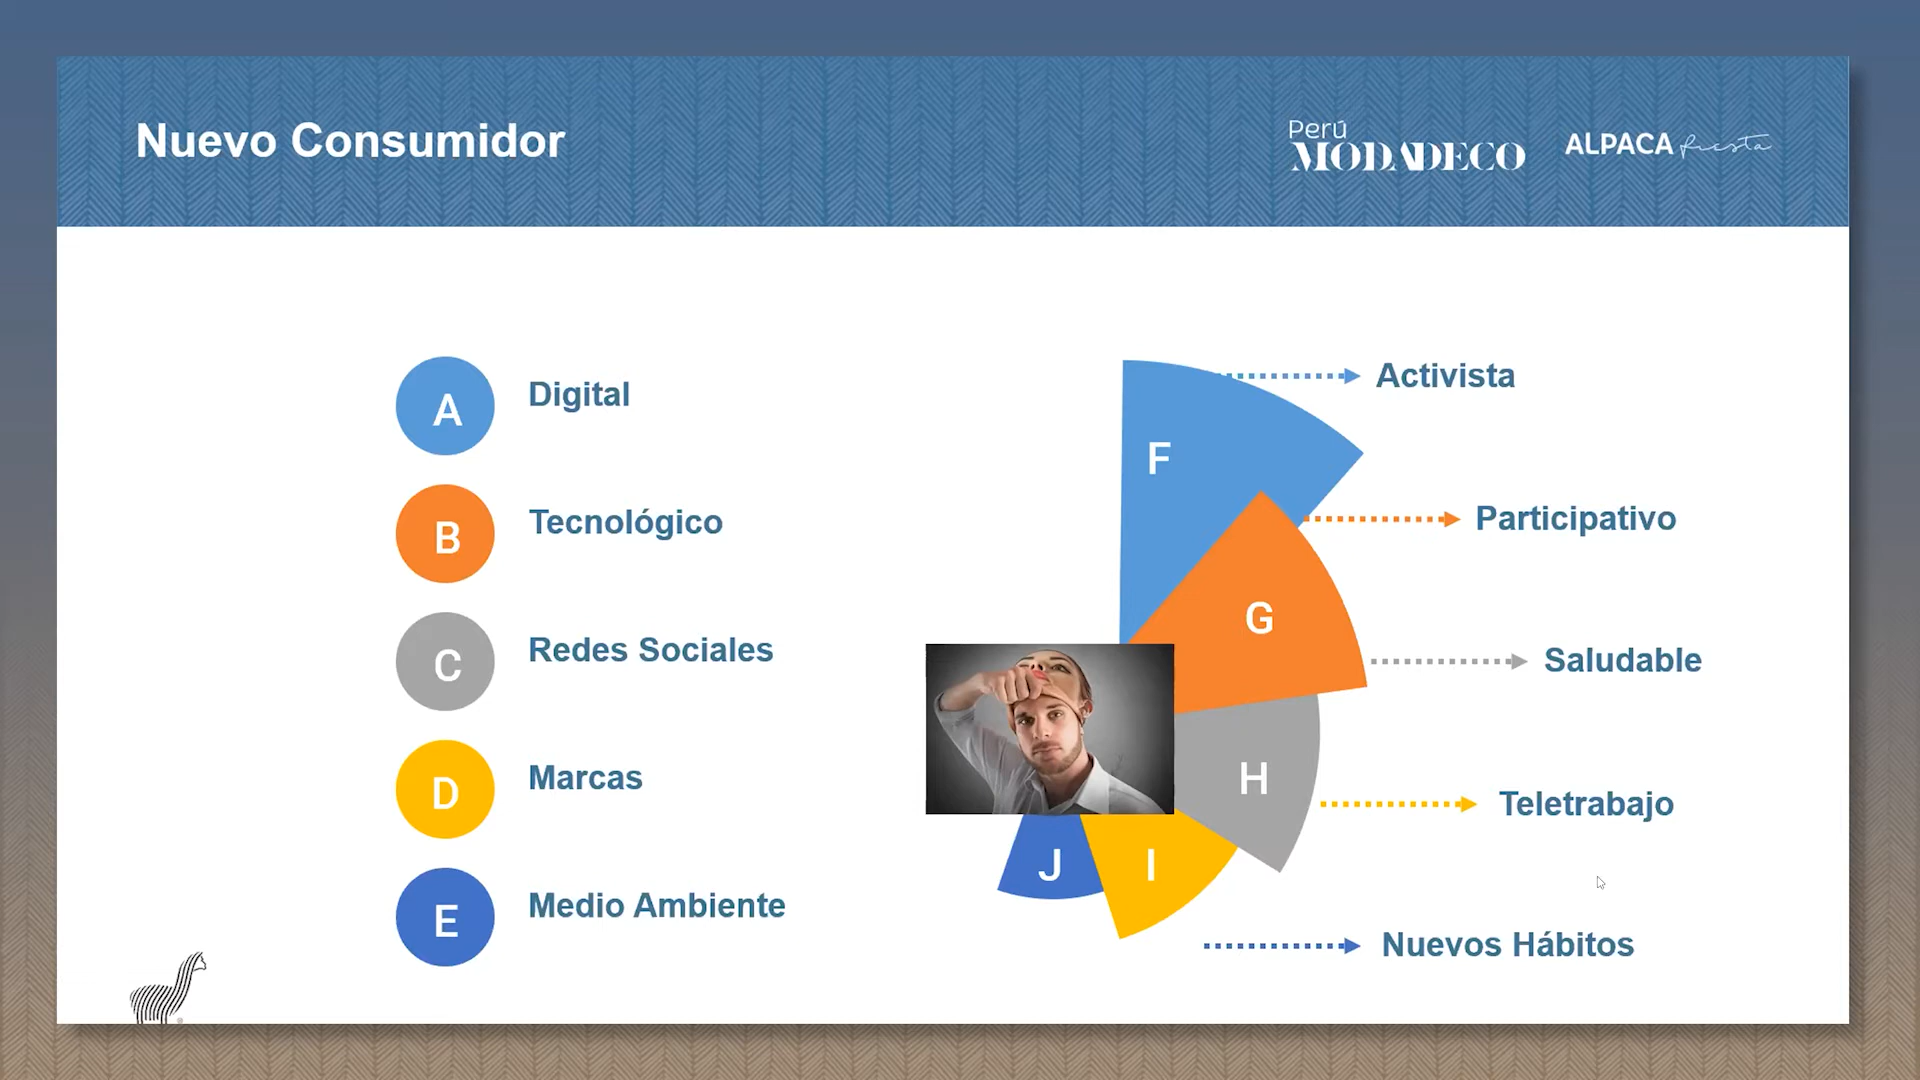 Nuevo Consumidor
Perú
MODADECO
ALPACA fiesta
A
Digital
B
Tecnológico
C
Redes Sociales
D
Marcas
E
Medio Ambiente
F
Activista
G
Participativo
H
Saludable
I
Teletrabajo
J
Nuevos Hábitos